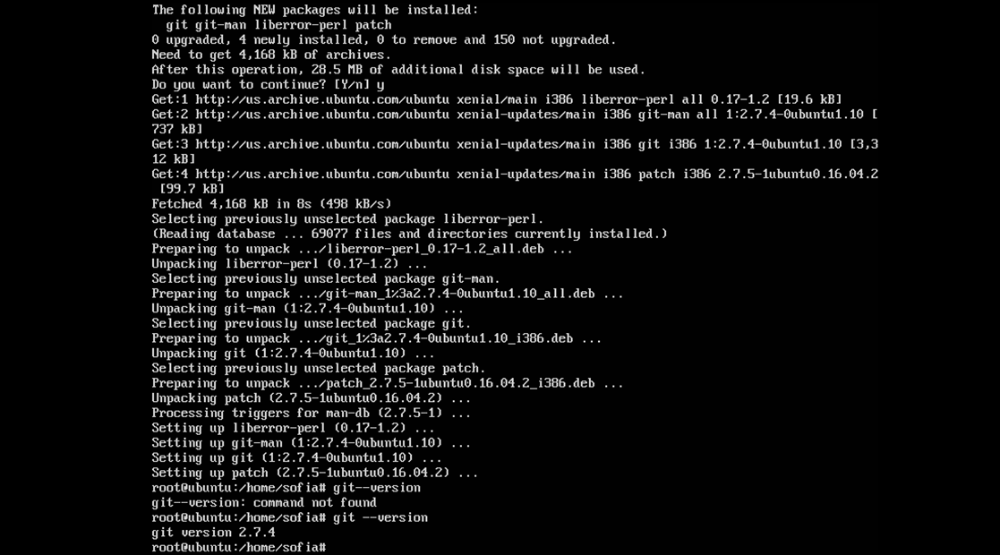 The following NEW packages will be installed:
  git git-man liberror-perl patch
0 upgraded, 4 newly installed, 0 to remove and 150 not upgraded.
Need to get 4,168 kB of archives.
After this operation, 28.5 MB of additional disk space will be used.
Do you want to continue? [Y/n] y
Get:1 http://us.archive.ubuntu.com/ubuntu xenial/main i386 liberror-perl all 0.17-1.2 [19.6 kB]
Get:2 http://us.archive.ubuntu.com/ubuntu xenial-updates/main i386 git-man all 1:2.7.4-0ubuntu1.10 [
737 kB]
Get:3 http://us.archive.ubuntu.com/ubuntu xenial-updates/main i386 git i386 1:2.7.4-0ubuntu1.10 [3,3
12 kB]
Get:4 http://us.archive.ubuntu.com/ubuntu xenial-updates/main i386 patch i386 2.7.5-1ubuntu0.16.04.2
 [99.7 kB]
Fetched 4,168 kB in 8s (498 kB/s)
Selecting previously unselected package liberror-perl.
(Reading database ... 69077 files and directories currently installed.)
Preparing to unpack .../liberror-perl_0.17-1.2_all.deb ...
Unpacking liberror-perl (0.17-1.2) ...
Selecting previously unselected package git-man.
Preparing to unpack .../git-man_1%3a2.7.4-0ubuntu1.10_all.deb ...
Unpacking git-man (1:2.7.4-0ubuntu1.10) ...
Selecting previously unselected package git.
Preparing to unpack .../git_1%3a2.7.4-0ubuntu1.10_i386.deb ...
Unpacking git (1:2.7.4-0ubuntu1.10) ...
Selecting previously unselected package patch.
Preparing to unpack .../patch_2.7.5-1ubuntu0.16.04.2_i386.deb ...
Unpacking patch (2.7.5-1ubuntu0.16.04.2) ...
Processing triggers for man-db (2.7.5-1) ...
Setting up liberror-perl (0.17-1.2) ...
Setting up git-man (1:2.7.4-0ubuntu1.10) ...
Setting up git (1:2.7.4-0ubuntu1.10) ...
Setting up patch (2.7.5-1ubuntu0.16.04.2) ...
root@ubuntu:/home/sofia# git--version
git--version: command not found
root@ubuntu:/home/sofia# git --version
git version 2.7.4
root@ubuntu:/home/sofia#